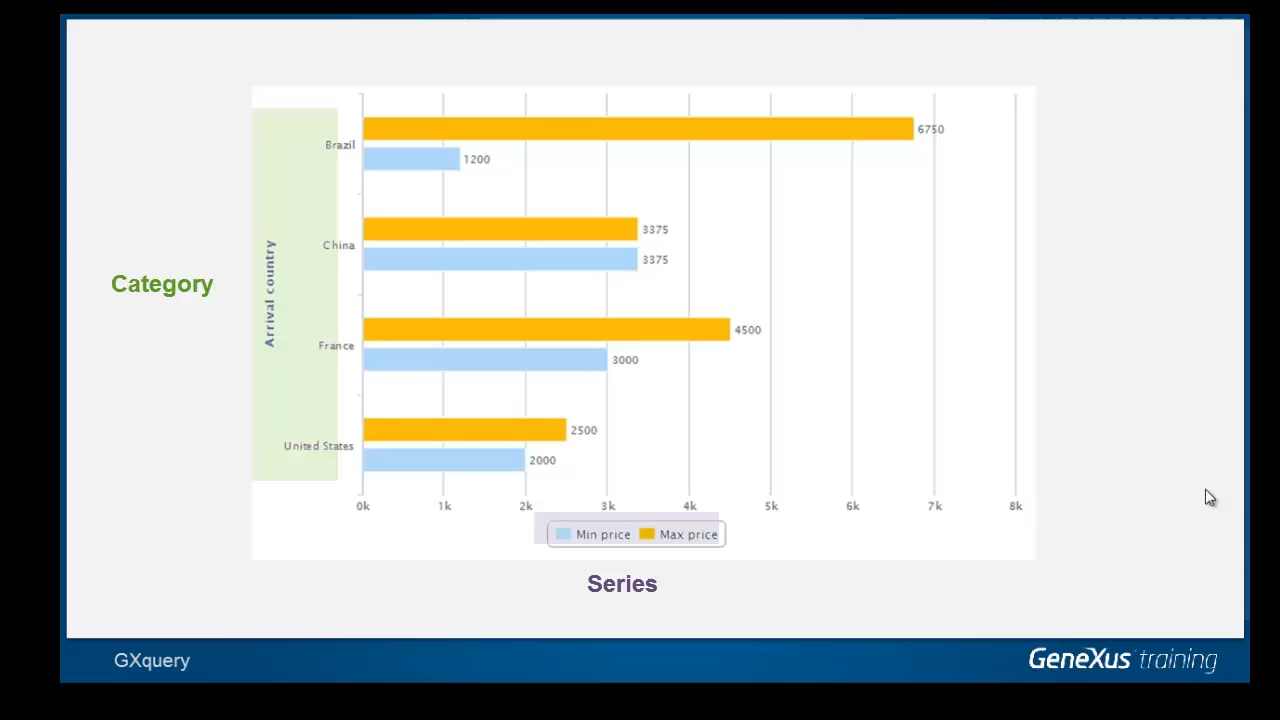 Brazil
6750
1200
China
3375
3375
Category
Arrival country
France
4500
3000
United States
2500
2000
0k 1k 2k 3k 4k 5k 6k 7k 8k
Min price Max price
Series
GXquery
GeneXus training